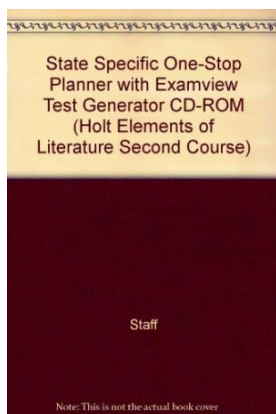 State Specific One-Stop
Planner with Examview
Test Generator CD-ROM
(Holt Elements of
Literature Second Course)
Staff
Note: This is not the actual book cover